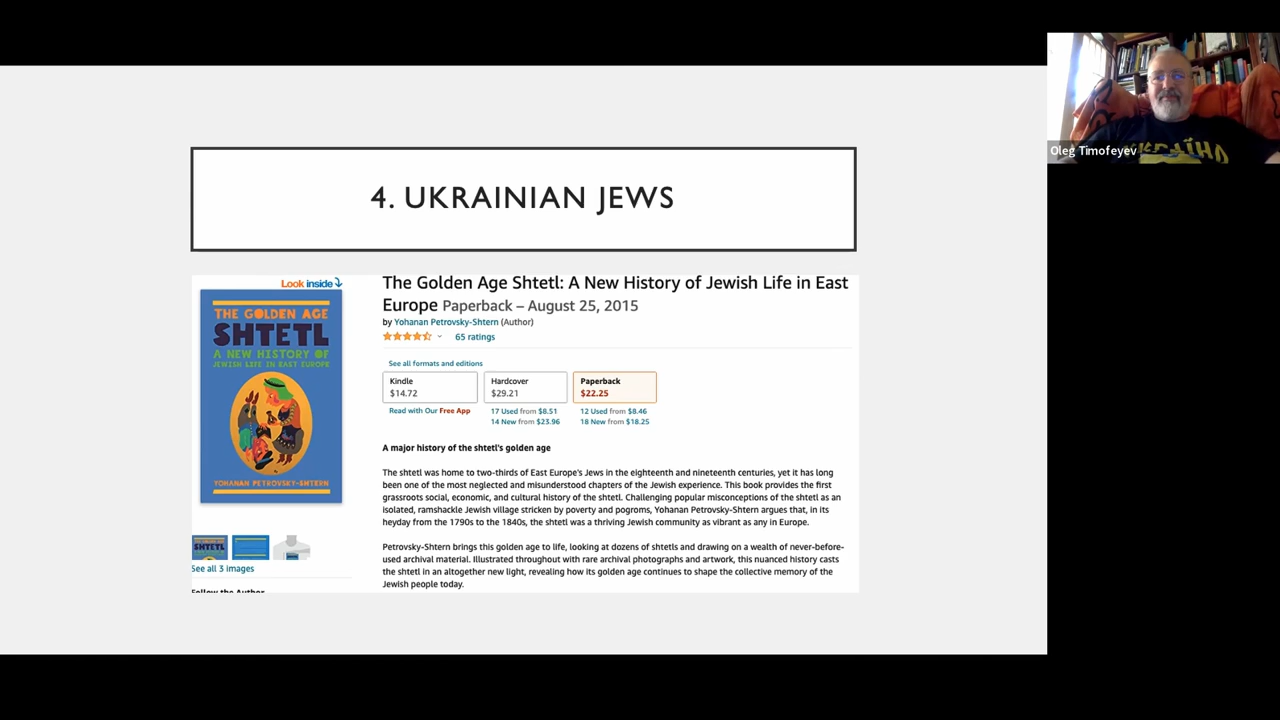 4. UKRAINIAN JEWS
Look inside
THE GOLDEN AGE
SHTETL
A NEW HISTORY OF
JEWISH LIFE IN EAST EUROPE
YOHANAN PETROVSKY-SHTERN
SHTETL
See all 3 images
Follow the Author
The Golden Age Shtetl: A New History of Jewish Life in East
Europe Paperback – August 25, 2015
by Yohanan Petrovsky-Shtern (Author)
65 ratings
See all formats and editions
Kindle
$14.72
Read with Our Free App
Hardcover
$29.21
17 Used from $8.51
14 New from $23.96
Paperback
$22.25
12 Used from $8.46
18 New from $18.25
A major history of the shtetl's golden age
The shtetl was home to two-thirds of East Europe's Jews in the eighteenth and nineteenth centuries, yet it has long
been one of the most neglected and misunderstood chapters of the Jewish experience. This book provides the first
grassroots social, economic, and cultural history of the shtetl. Challenging popular misconceptions of the shtetl as an
isolated, ramshackle Jewish village stricken by poverty and pogroms, Yohanan Petrovsky-Shtern argues that, in its
heyday from the 1790s to the 1840s, the shtetl was a thriving Jewish community as vibrant as any in Europe.
Petrovsky-Shtern brings this golden age to life, looking at dozens of shtetls and drawing on a wealth of never-before-
used archival material. Illustrated throughout with rare archival photographs and artwork, this nuanced history casts
the shtetl in an altogether new light, revealing how its golden age continues to shape the collective memory of the
Jewish people today.
Oleg Timofeyev